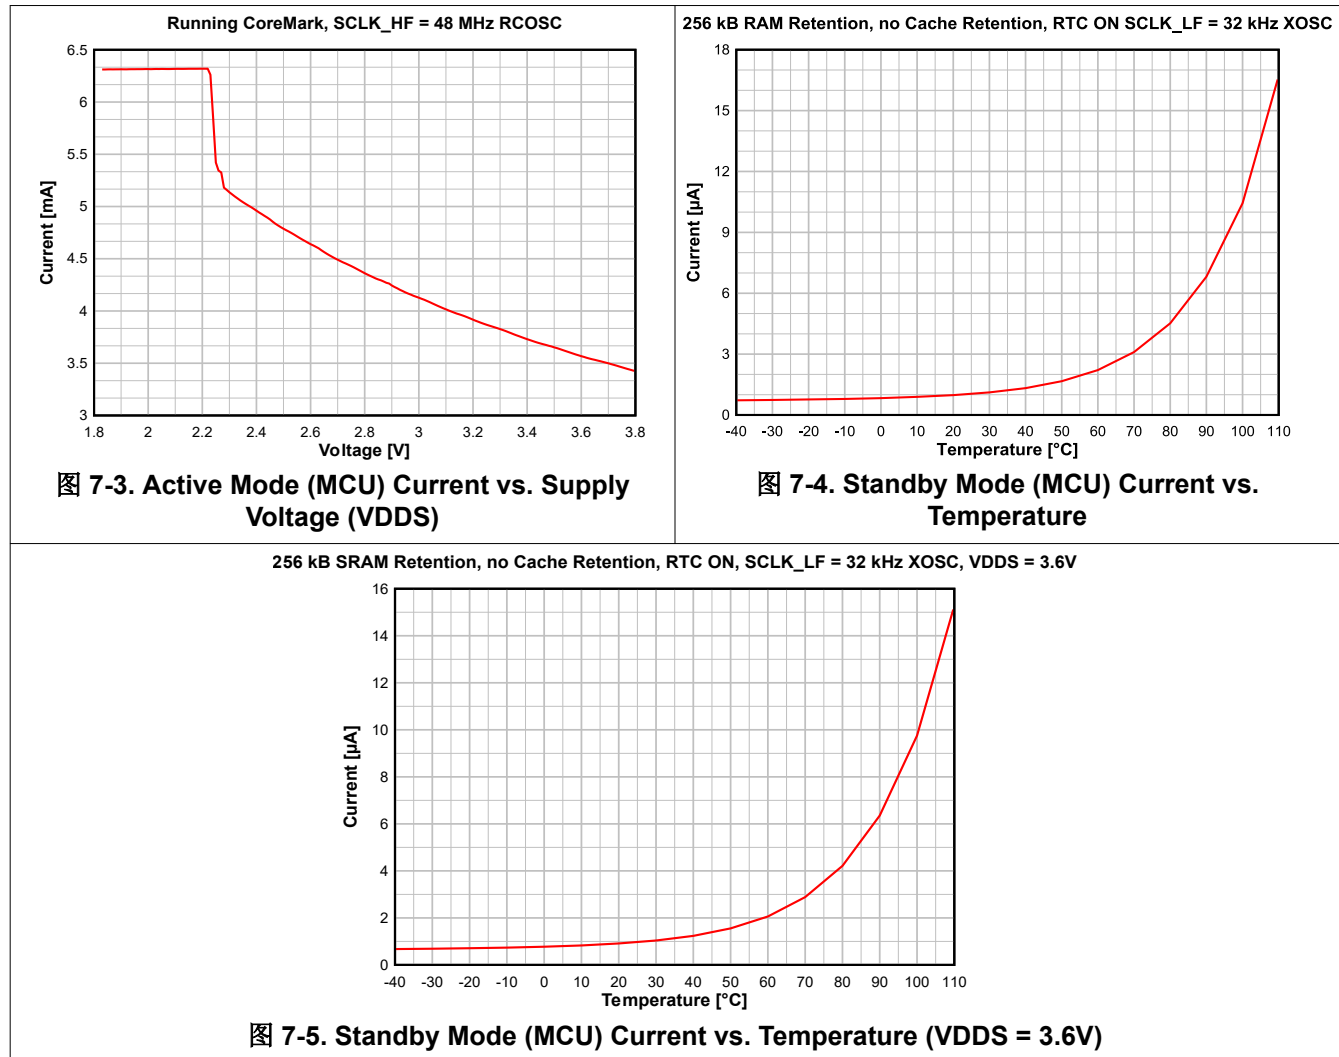 Running CoreMark, SCLK_HF = 48 MHz RCOSC
6.5
6
5.5
5
4.5
4
3.5
3
Current [mA]
1.8 2 2.2 2.4 2.6 2.8 3 3.2 3.4 3.6 3.8
Voltage [V]
图 7-3. Active Mode (MCU) Current vs. Supply
Voltage (VDDS)
256 kB RAM Retention, no Cache Retention, RTC ON SCLK_LF = 32 kHz XOSC
18
15
12
9
6
3
0
Current [µA]
-40 -30 -20 -10 0 10 20 30 40 50 60 70 80 90 100 110
Temperature [°C]
图 7-4. Standby Mode (MCU) Current vs.
Temperature
256 kB SRAM Retention, no Cache Retention, RTC ON, SCLK_LF = 32 kHz XOSC, VDDS = 3.6V
16
14
12
10
8
6
4
2
0
Current [µA]
-40 -30 -20 -10 0 10 20 30 40 50 60 70 80 90 100 110
Temperature [°C]
图 7-5. Standby Mode (MCU) Current vs. Temperature (VDDS = 3.6V)